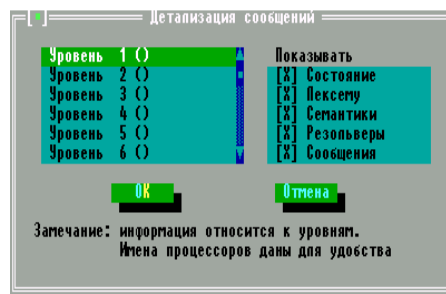 [▪] Детализация сообщений
Уровень 1 () Показывать
Уровень 2 () [X] Состояние
Уровень 3 () [X] Лексему
Уровень 4 () [X] Семантики
Уровень 5 () [X] Резольверы
Уровень 6 () [X] Сообщения
OK Отмена
Замечание: информация относится к уровням.
Имена процессоров даны для удобства